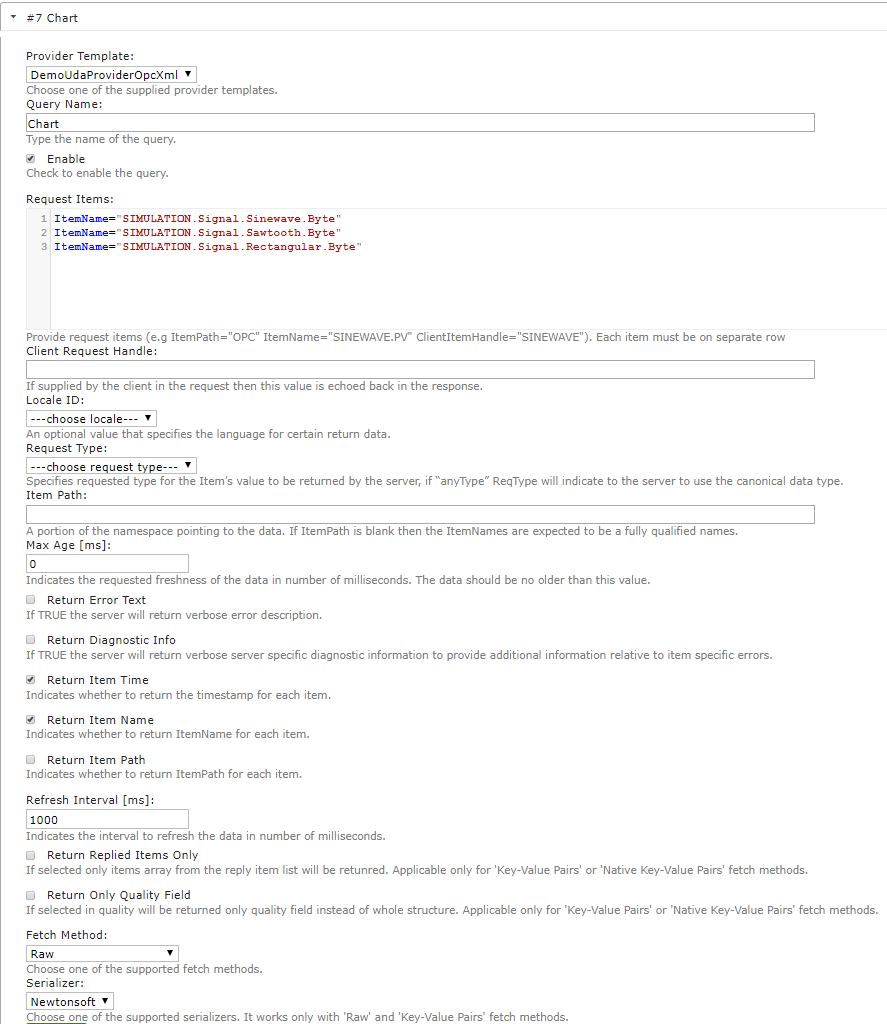 #7 Chart
Provider Template:
DemoUdaProviderOpcXml
Choose one of the supplied provider templates.
Query Name:
Chart
Type the name of the query.
Enable
Check to enable the query.
Request Items:
1 ItemName="SIMULATION.Signal.Sinewave.Byte"
2 ItemName="SIMULATION.Signal.Sawtooth.Byte"
3 ItemName="SIMULATION.Signal.Rectangular.Byte"
Provide request items (e.g ItemPath="OPC" ItemName="SINEWAVE.PV" ClientItemHandle="SINEWAVE"). Each item must be on separate row
Client Request Handle:
If supplied by the client in the request then this value is echoed back in the response.
Locale ID:
---choose locale---
An optional value that specifies the language for certain return data.
Request Type:
---choose request type---
Specifies requested type for the Item’s value to be returned by the server, if “anyType” ReqType will indicate to the server to use the canonical data type.
Item Path:
A portion of the namespace pointing to the data. If ItemPath is blank then the ItemNames are expected to be a fully qualified names.
Max Age [ms]:
0
Indicates the requested freshness of the data in number of milliseconds. The data should be no older than this value.
Return Error Text
If TRUE the server will return verbose error description.
Return Diagnostic Info
If TRUE the server will return verbose server specific diagnostic information to provide additional information relative to item specific errors.
Return Item Time
Indicates whether to return the timestamp for each item.
Return Item Name
Indicates whether to return ItemName for each item.
Return Item Path
Indicates whether to return ItemPath for each item.
Refresh Interval [ms]:
1000
Indicates the interval to refresh the data in number of milliseconds.
Return Replied Items Only
If selected only items array from the reply item list will be retunred. Applicable only for 'Key-Value Pairs' or 'Native Key-Value Pairs' fetch methods.
Return Only Quality Field
If selected in quality will be returned only quality field instead of whole structure. Applicable only for 'Key-Value Pairs' or 'Native Key-Value Pairs' fetch methods.
Fetch Method:
Raw
Choose one of the supported fetch methods.
Serializer:
Newtonsoft
Choose one of the supported serializers. It works only with 'Raw' and 'Key-Value Pairs' fetch methods.